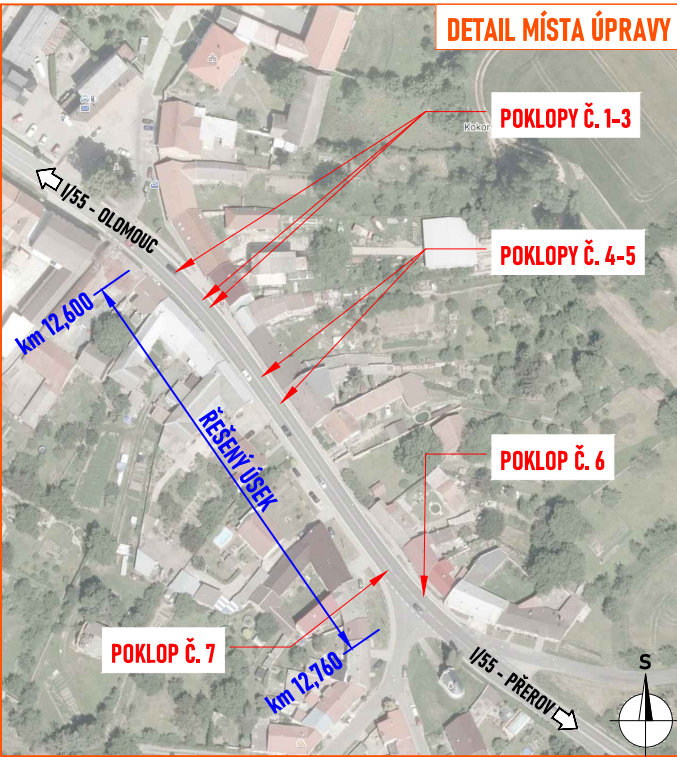 DETAIL MÍSTA ÚPRAVY
POKLOPY Č. 1-3
Kokor
I/55 - OLOMOUC
POKLOPY Č. 4-5
km 12,600
ŘEŠENÝ ÚSEK
POKLOP Č. 6
POKLOP Č. 7
km 12,760
I/55 - PŘEROV
S